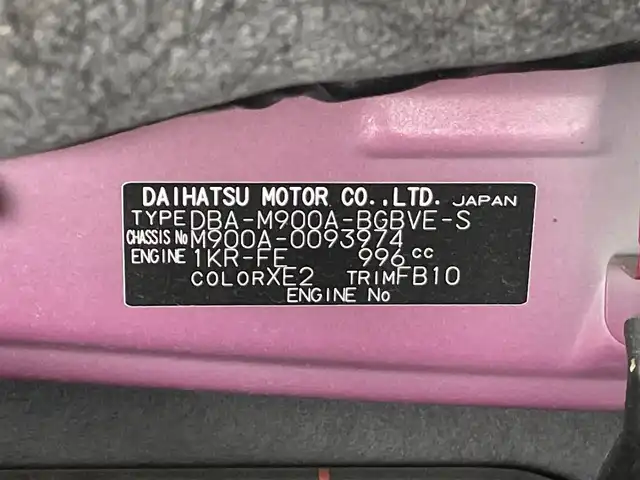 DAIHATSU MOTOR CO.,LTD. JAPAN
TYPE DBA-M900A-BGBVE-S
CHASSIS No M900A-0093974
ENGINE 1KR-FE 996 cc
COLOR XE2 TRIM FB10
ENGINE No